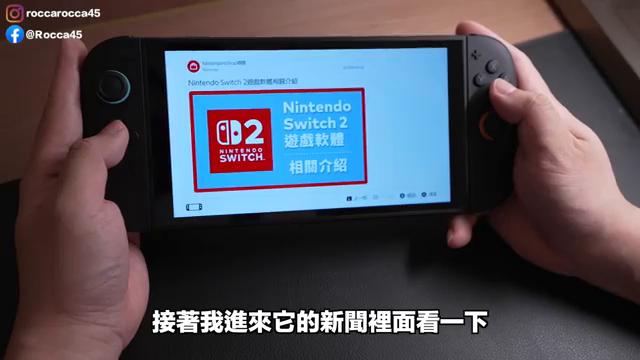 roccarocca45
@Rocca45
Nintendo Switch 2遊戲軟體相關介紹
2
NINTENDO
SWITCH
Nintendo
Switch 2
遊戲軟體
相關介紹
接著我進來它的新聞裡面看一下